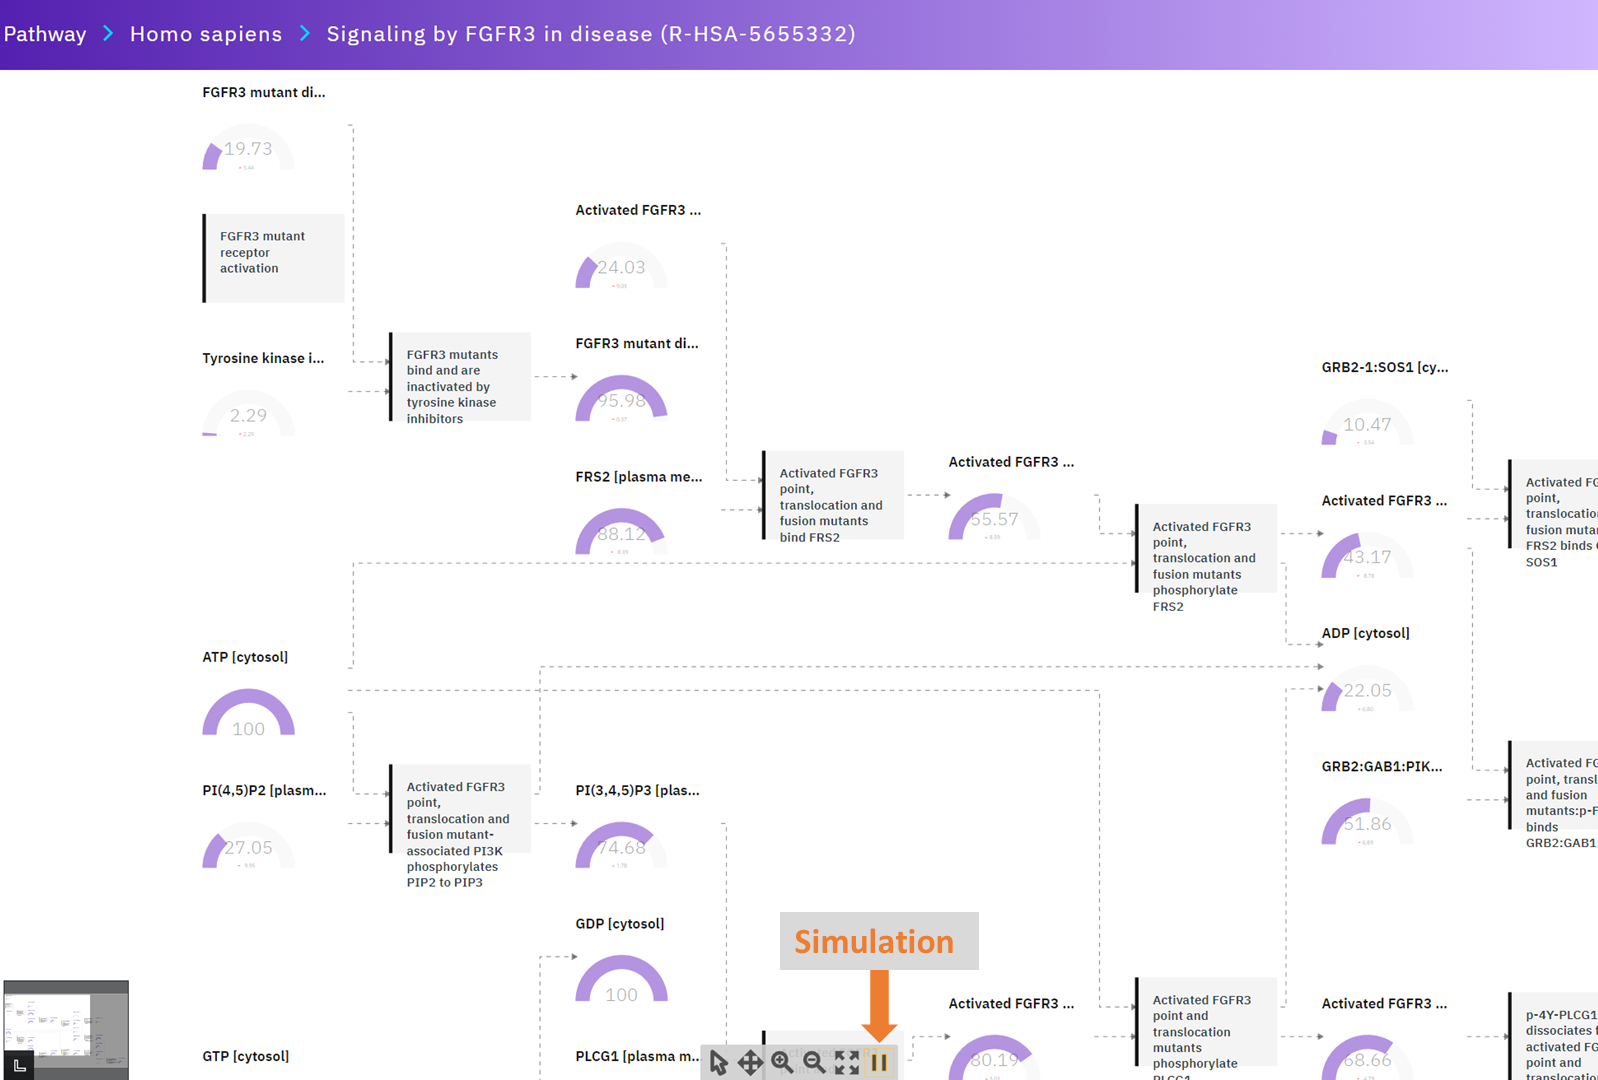 Pathway > Homo sapiens > Signaling by FGFR3 in disease (R-HSA-5655332)
FGFR3 mutant di...
19.73
FGFR3 mutant
receptor
activation
Tyrosine kinase i...
2.29
FGFR3 mutants
bind and are
inactivated by
tyrosine kinase
inhibitors
Activated FGFR3 ...
24.03
FGFR3 mutant di...
95.98
FRS2 [plasma me...
88.12
Activated FGFR3
point,
translocation and
fusion mutants
bind FRS2
Activated FGFR3 ...
55.57
Activated FGFR3
point,
translocation and
fusion mutants
phosphorylate
FRS2
GRB2-1:SOS1 [cy...
10.47
Activated FGFR3 ...
43.17
ADP [cytosol]
22.05
GRB2:GAB1:PIK...
51.86
Activated FG
point,
translocatio
fusion muta
FRS2 binds
SOS1
Activated FG
point, transl
and fusion
mutants:p-F
binds
GRB2:GAB1:
ATP [cytosol]
100
PI(4,5)P2 [plasm...
27.05
Activated FGFR3
point,
translocation and
fusion mutant-
associated PI3K
phosphorylates
PIP2 to PIP3
PI(3,4,5)P3 [plas...
74.68
GDP [cytosol]
100
Simulation
GTP [cytosol]
PLCG1 [plasma m...
Activated FGFR3 ...
80.19
Activated FGFR3
point and
translocation
mutants
phosphorylate
PLCG1
Activated FGFR3 ...
68.66
p-4Y-PLCG1
dissociates f
activated FG
point and
translocatio